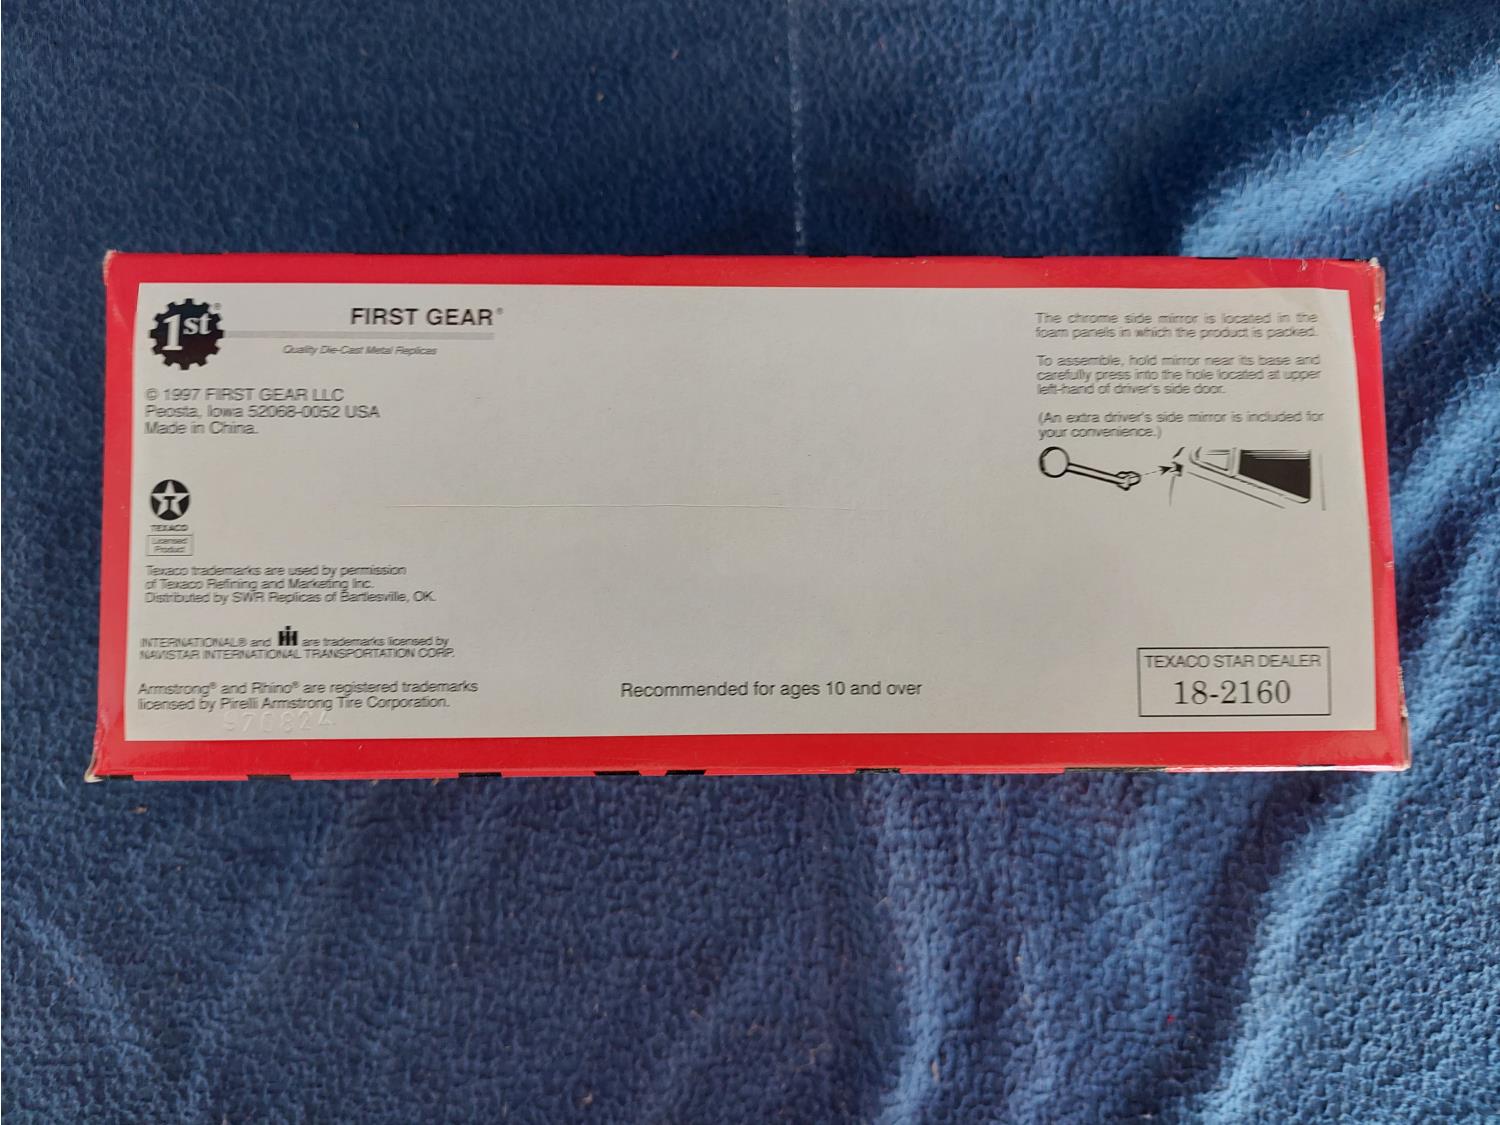 1st®
FIRST GEAR®
Quality Die-Cast Metal Replicas
© 1997 FIRST GEAR LLC
Peosta, Iowa 52068-0052 USA
Made in China.
T
TEXACO
Licensed
Product
Texaco trademarks are used by permission
of Texaco Refining and Marketing Inc.
Distributed by SWR Replicas of Bartlesville, OK.
INTERNATIONAL® and IH are trademarks licensed by
NAVISTAR INTERNATIONAL TRANSPORTATION CORP.
Armstrong® and Rhino® are registered trademarks
licensed by Pirelli Armstrong Tire Corporation.
970824
Recommended for ages 10 and over
The chrome side mirror is located in the
foam panels in which the product is packed.
To assemble, hold mirror near its base and
carefully press into the hole located at upper
left-hand of driver's side door.
(An extra driver's side mirror is included for
your convenience.)
TEXACO STAR DEALER
18-2160